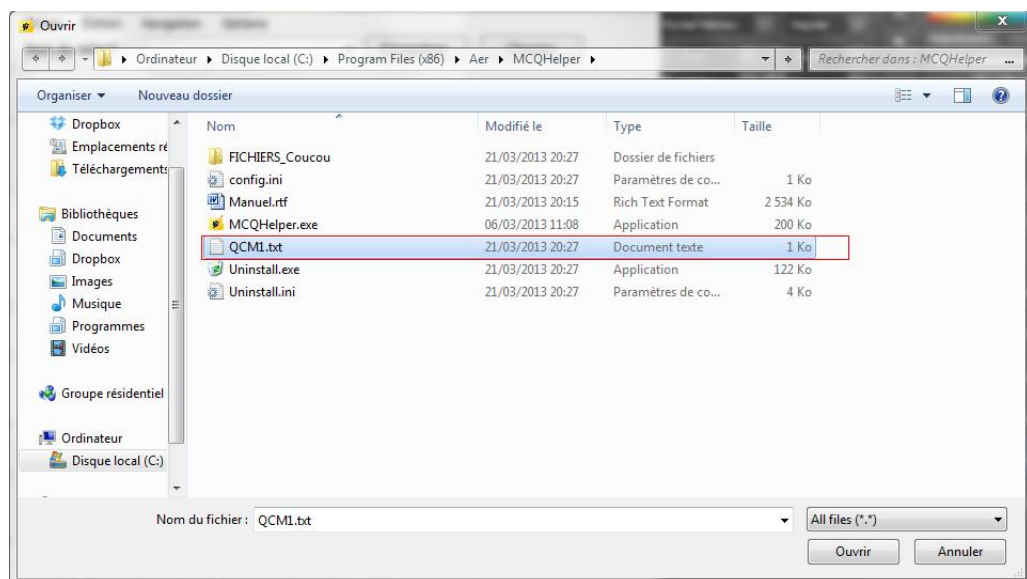 Ouvrir
Ordinateur Disque local (C:) Program Files (x86) Aer MCQHelper Rechercher dans : MCQHelper ...
Organiser Nouveau dossier
Dropbox
Emplacements ré
Téléchargements
Bibliothèques
Documents
Dropbox
Images
Musique
Programmes
Vidéos
Groupe résidentiel
Ordinateur
Disque local (C:)
Nom Modifié le Type Taille
FICHIERS_Coucou 21/03/2013 20:27 Dossier de fichiers
config.ini 21/03/2013 20:27 Paramètres de co... 1 Ko
Manuel.rtf 21/03/2013 20:15 Rich Text Format 2 534 Ko
MCQHelper.exe 06/03/2013 11:08 Application 200 Ko
QCM1.txt 21/03/2013 20:27 Document texte 1 Ko
Uninstall.exe 21/03/2013 20:27 Application 122 Ko
Uninstall.ini 21/03/2013 20:27 Paramètres de co... 4 Ko
Nom du fichier : QCM1.txt All files (*.*)
Ouvrir Annuler